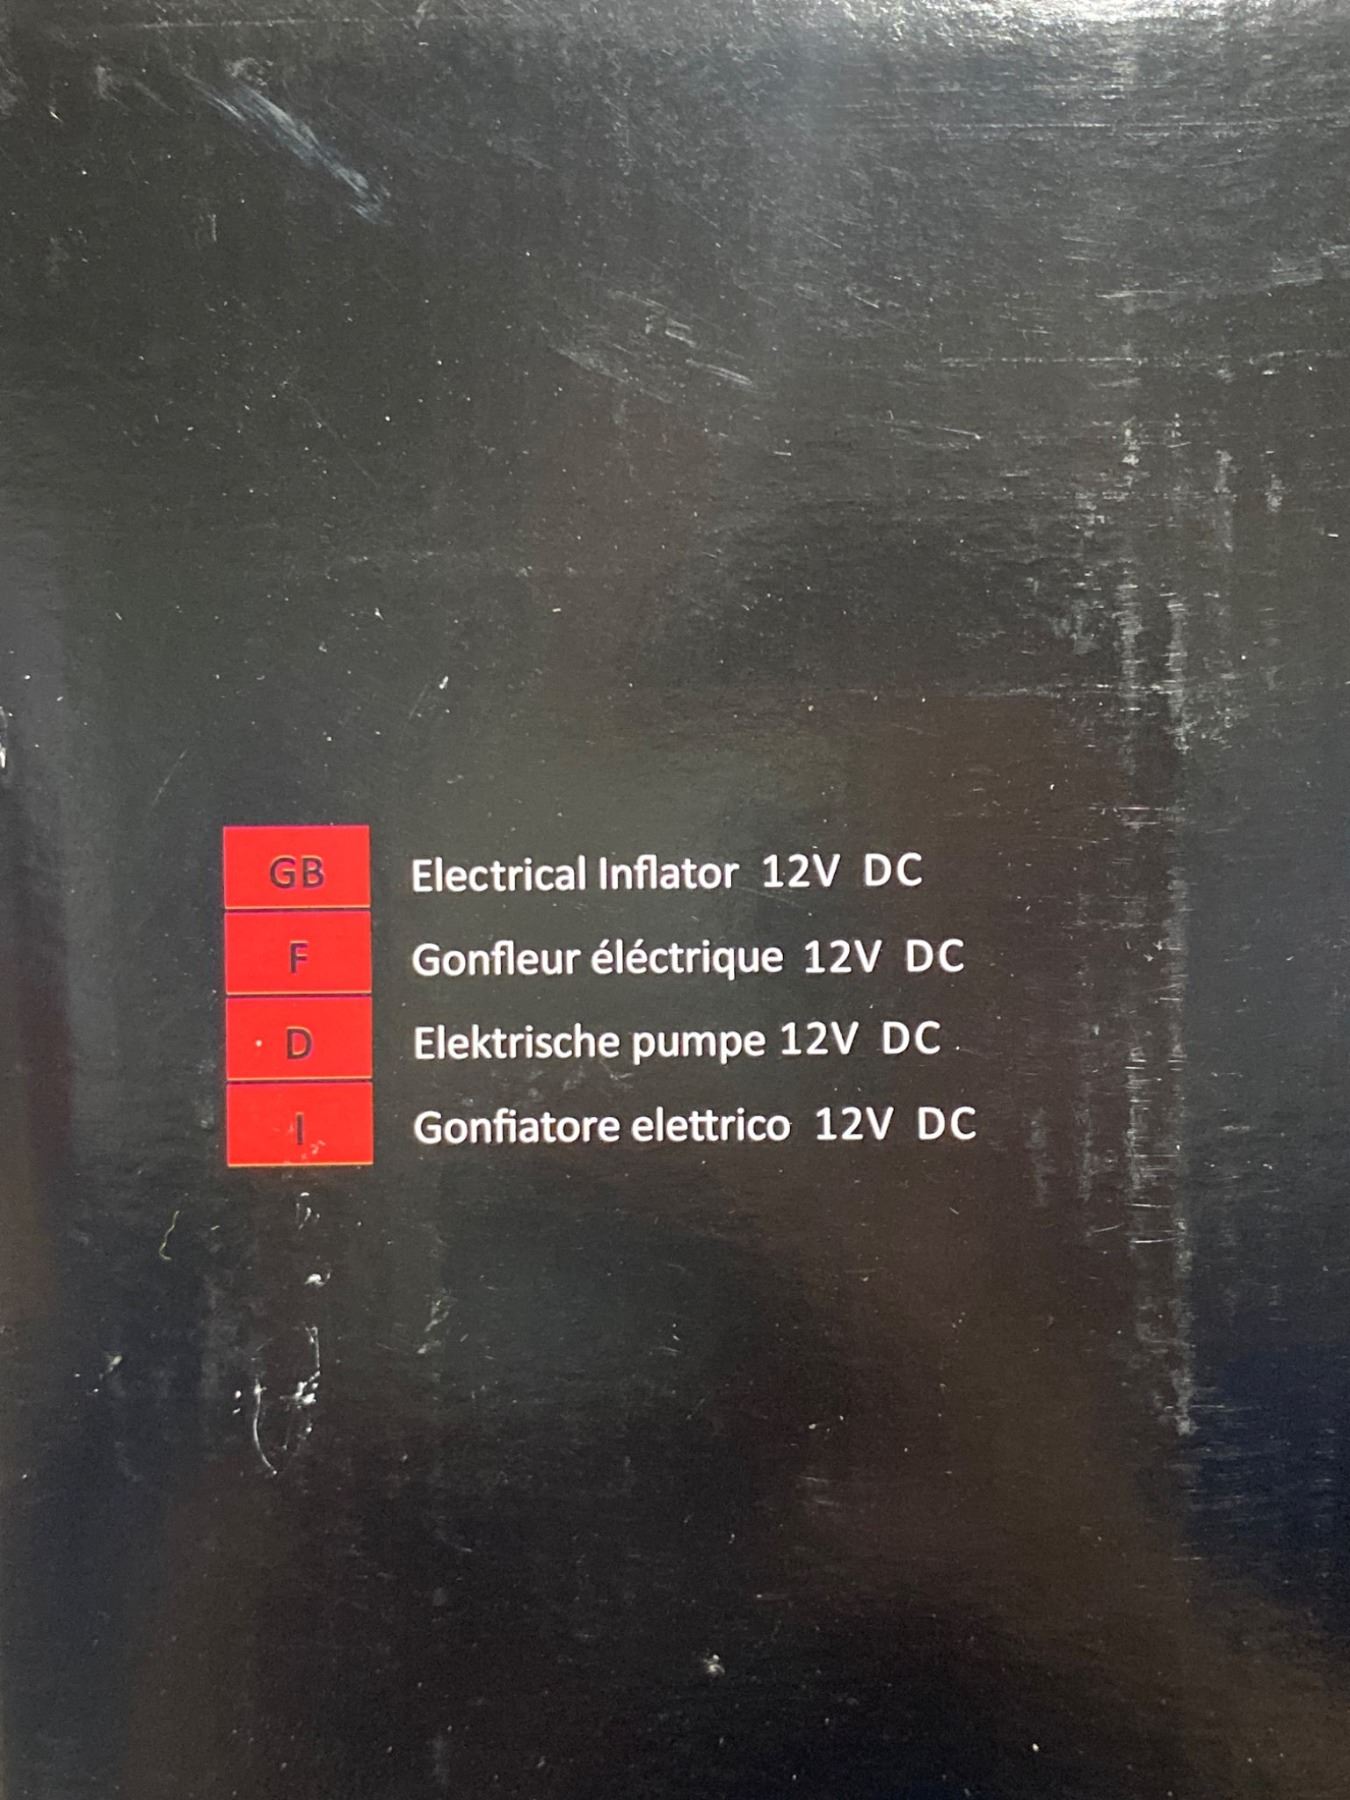 GB Electrical Inflator 12V DC
F Gonfleur éléctrique 12V DC
D Elektrische pumpe 12V DC
I Gonfiatore elettrico 12V DC